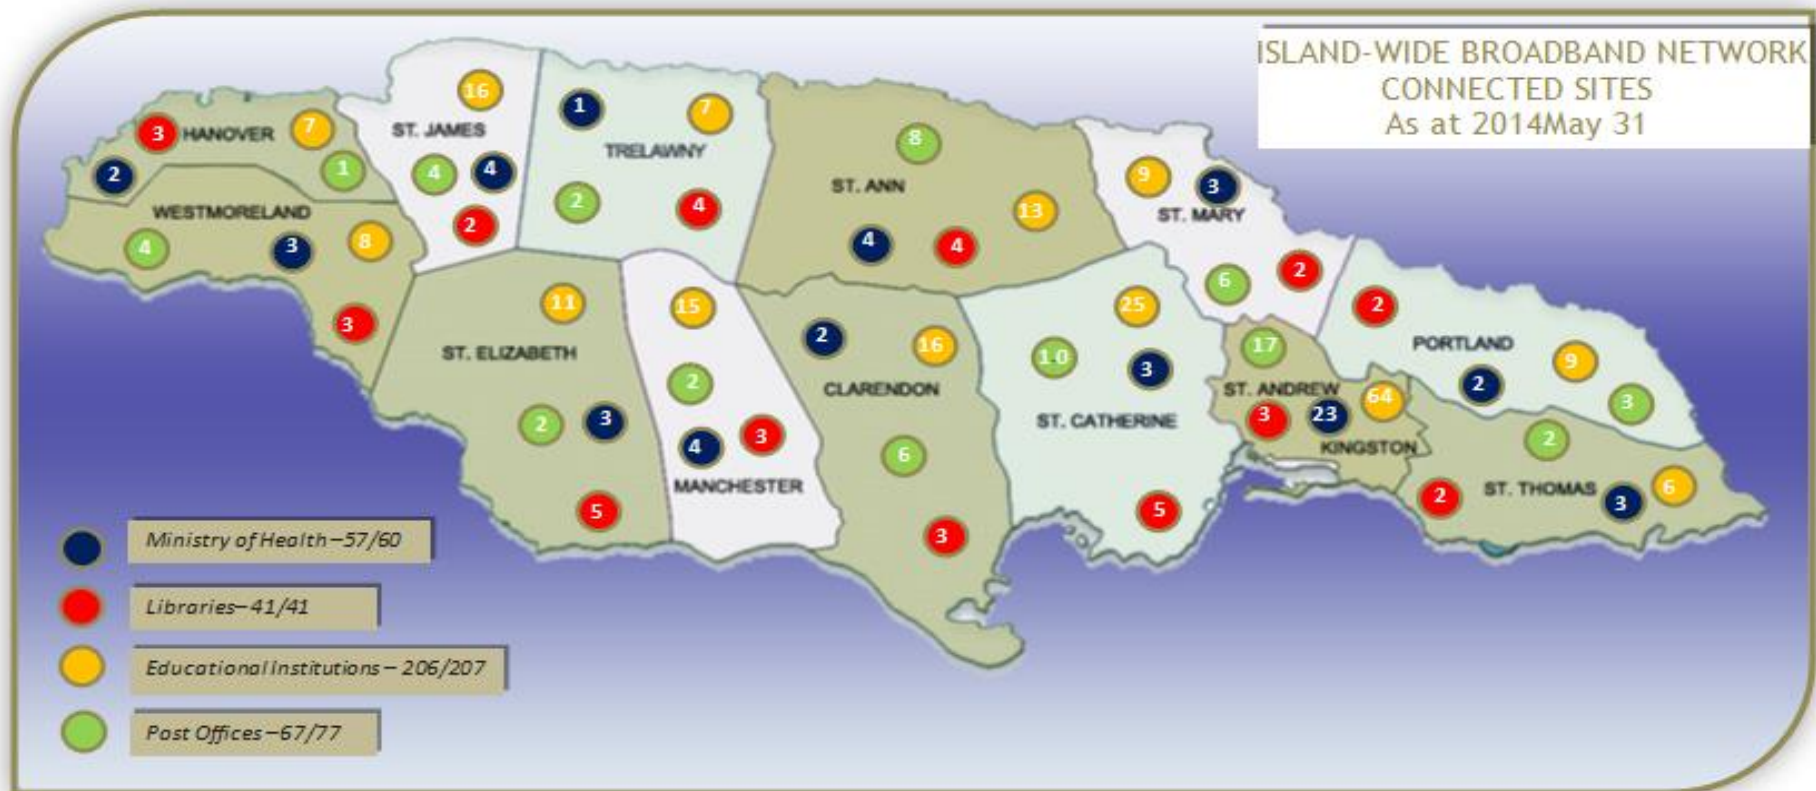 ISLAND-WIDE BROADBAND NETWORK
CONNECTED SITES
As at 2014May 31
16
ST. JAMES
4
4
2
1
7
TRELAWNY
2
4
3
HANOVER
7
2
1
WESTMORELAND
4
3
8
3
8
ST. ANN
13
4
4
9
3
ST. MARY
2
6
11
ST. ELIZABETH
2
3
5
15
2
3
4
MANCHESTER
2
16
CLARENDON
6
3
25
10
3
ST. CATHERINE
5
17
ST. ANDREW
64
3
23
KINGSTON
2
PORTLAND
9
2
3
2
ST. THOMAS
6
2
3
Ministry of Health–57/60
Libraries–41/41
Educational Institutions – 206/207
Post Offices–67/77